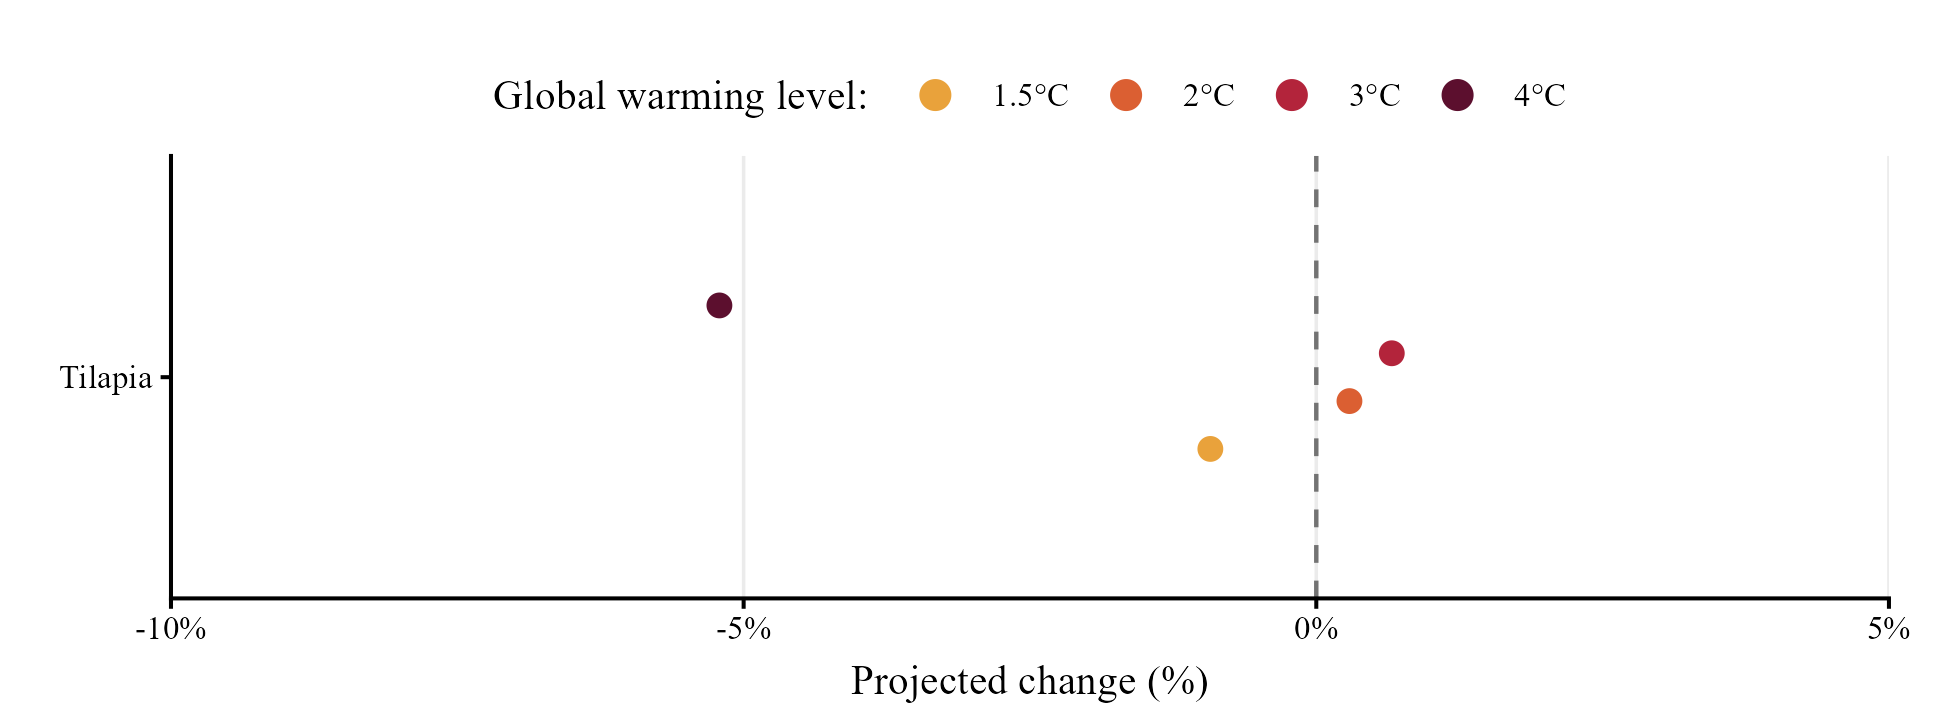 Global warming level: 1.5°C 2°C 3°C 4°C
Tilapia
-10% -5% 0% 5%
Projected change (%)